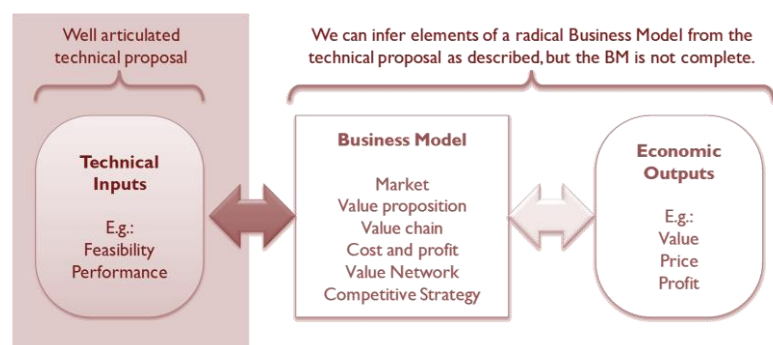 Well articulated
technical proposal
We can infer elements of a radical Business Model from the
technical proposal as described, but the BM is not complete.
Technical
Inputs
E.g.:
Feasibility
Performance
Business Model
Market
Value proposition
Value chain
Cost and profit
Value Network
Competitive Strategy
Economic
Outputs
E.g.:
Value
Price
Profit